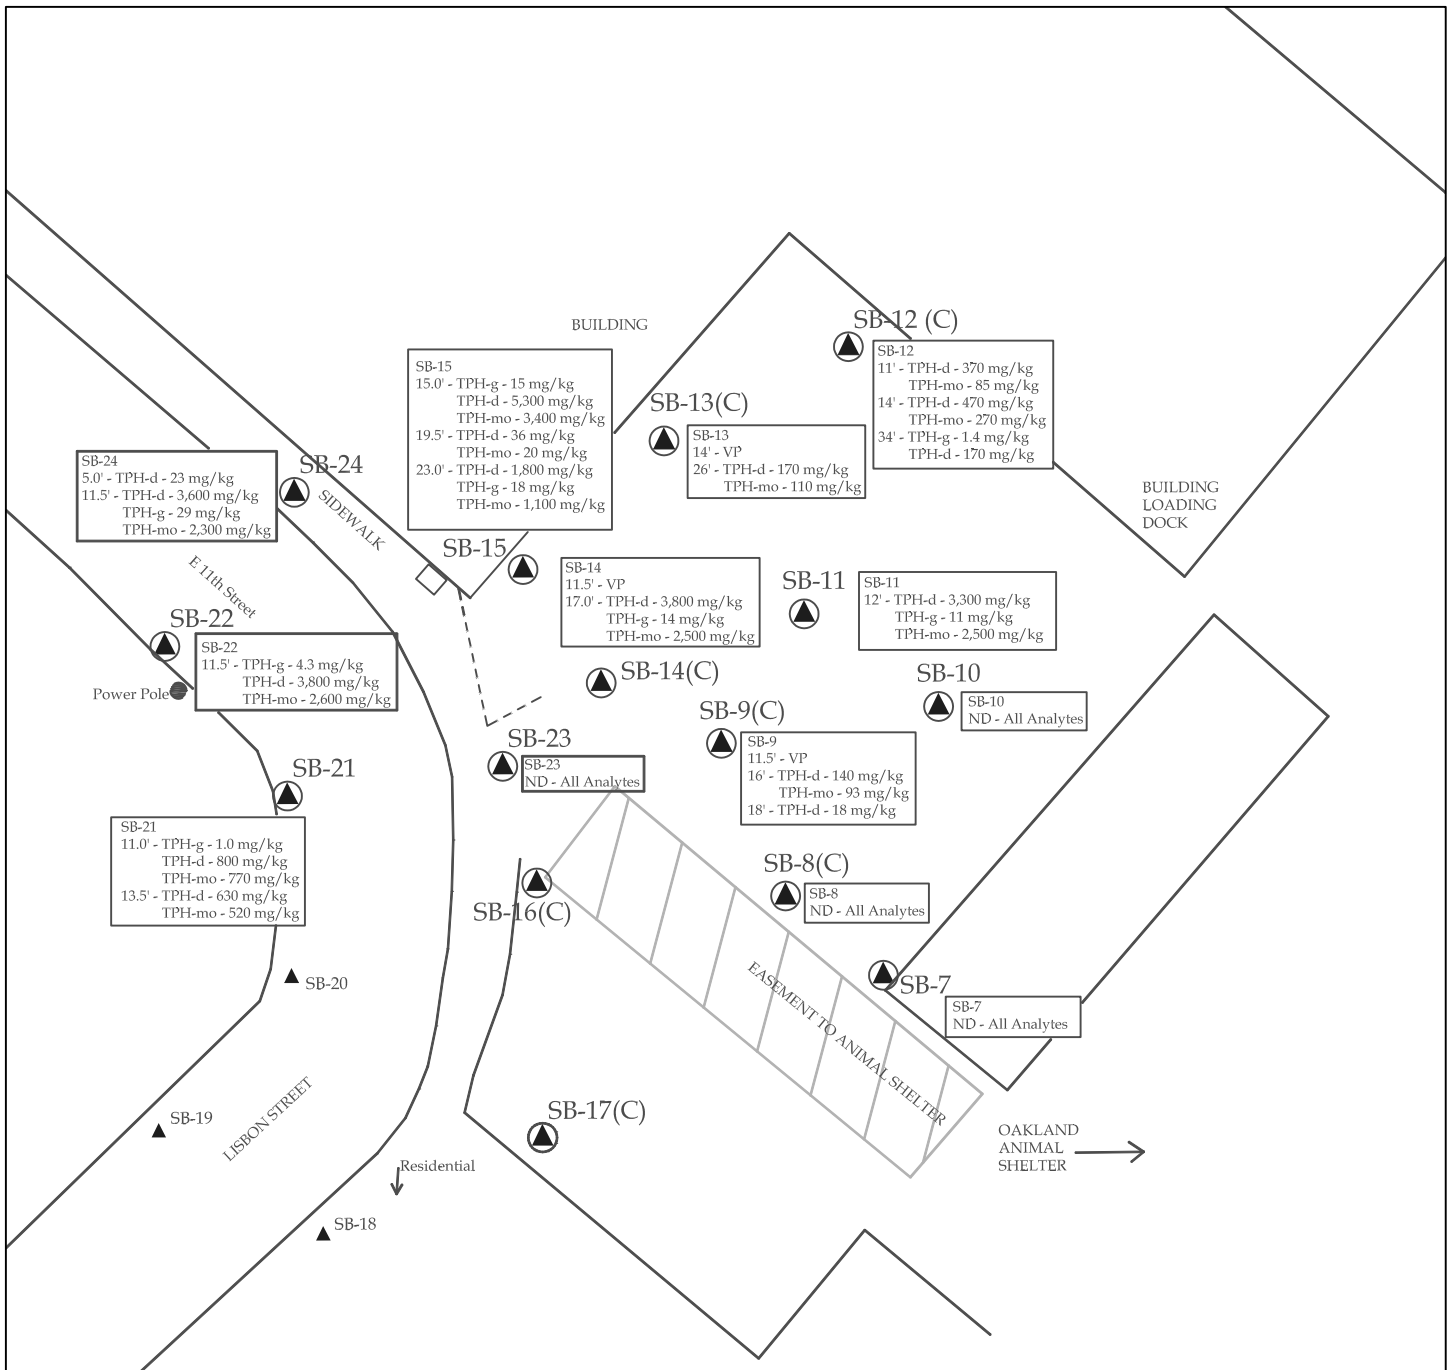 BUILDING
SB-12 (C)
SB-12
11' - TPH-d - 370 mg/kg
TPH-mo - 85 mg/kg
14' - TPH-d - 470 mg/kg
TPH-mo - 270 mg/kg
34' - TPH-g - 1.4 mg/kg
TPH-d - 170 mg/kg
SB-15
15.0' - TPH-g - 15 mg/kg
TPH-d - 5,300 mg/kg
TPH-mo - 3,400 mg/kg
19.5' - TPH-d - 36 mg/kg
TPH-mo - 20 mg/kg
23.0' - TPH-d - 1,800 mg/kg
TPH-g - 18 mg/kg
TPH-mo - 1,100 mg/kg
SB-13(C)
SB-13
14' - VP
26' - TPH-d - 170 mg/kg
TPH-mo - 110 mg/kg
SB-24
5.0' - TPH-d - 23 mg/kg
11.5' - TPH-d - 3,600 mg/kg
TPH-g - 29 mg/kg
TPH-mo - 2,300 mg/kg
SB-24
SIDEWALK
BUILDING
LOADING
DOCK
SB-15
SB-14
11.5' - VP
17.0' - TPH-d - 3,800 mg/kg
TPH-g - 14 mg/kg
TPH-mo - 2,500 mg/kg
SB-11
SB-11
12' - TPH-d - 3,300 mg/kg
TPH-g - 11 mg/kg
TPH-mo - 2,500 mg/kg
E 11th Street
SB-22
SB-22
11.5' - TPH-g - 4.3 mg/kg
TPH-d - 3,800 mg/kg
TPH-mo - 2,600 mg/kg
Power Pole
SB-14(C)
SB-10
SB-10
ND - All Analytes
SB-9(C)
SB-9
11.5' - VP
16' - TPH-d - 140 mg/kg
TPH-mo - 93 mg/kg
18' - TPH-d - 18 mg/kg
SB-23
SB-23
ND - All Analytes
SB-21
SB-21
11.0' - TPH-g - 1.0 mg/kg
TPH-d - 800 mg/kg
TPH-mo - 770 mg/kg
13.5' - TPH-d - 630 mg/kg
TPH-mo - 520 mg/kg
SB-8(C)
SB-8
ND - All Analytes
SB-16(C)
SB-20
EASEMENT TO ANIMAL SHELTER
SB-7
SB-7
ND - All Analytes
SB-19
LISBON STREET
SB-17(C)
OAKLAND
ANIMAL
SHELTER
Residential
SB-18